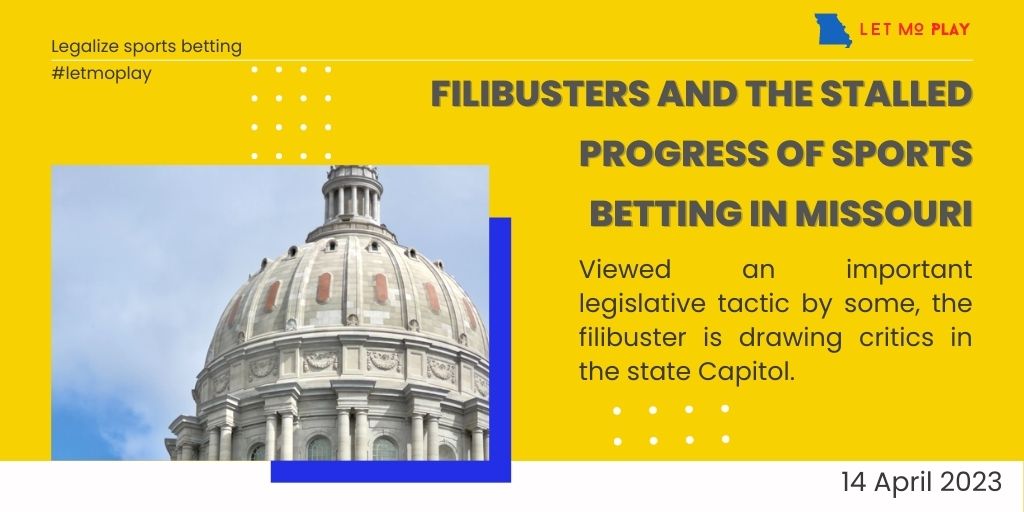 Legalize sports betting
#letmoplay
LET MO PLAY
FILIBUSTERS AND THE STALLED
PROGRESS OF SPORTS
BETTING IN MISSOURI
Viewed an important
legislative tactic by some, the
filibuster is drawing critics in
the state Capitol.
14 April 2023